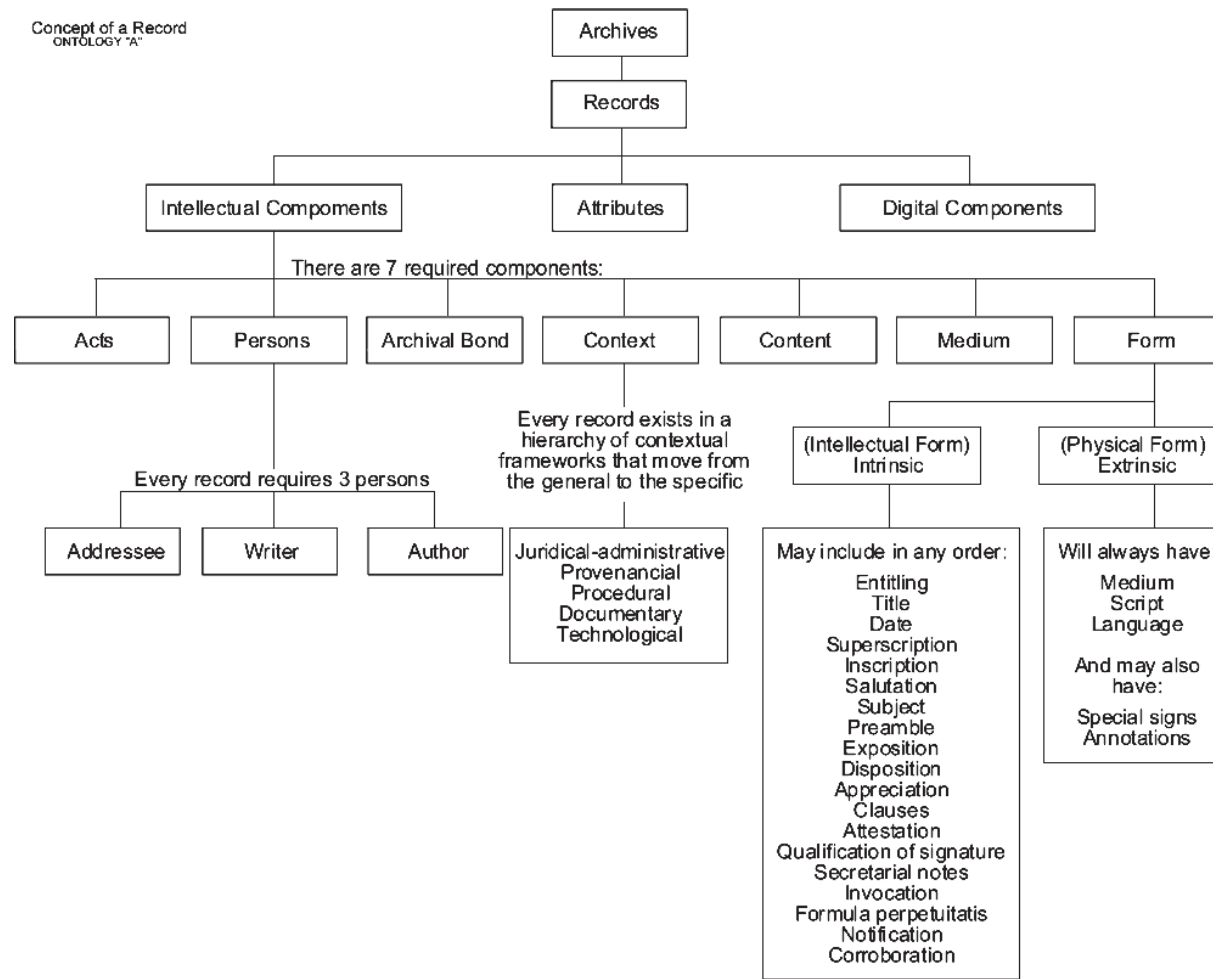 Concept of a Record
ONTOLOGY "A"
Archives
Records
Intellectual Compoments
Attributes
Digital Components
There are 7 required components:
Acts
Persons
Archival Bond
Context
Content
Medium
Form
Every record exists in a
hierarchy of contextual
frameworks that move from
the general to the specific
(Intellectual Form)
Intrinsic
(Physical Form)
Extrinsic
Every record requires 3 persons
Addressee
Writer
Author
Juridical-administrative
Provenancial
Procedural
Documentary
Technological
May include in any order:
Entitling
Title
Date
Superscription
Inscription
Salutation
Subject
Preamble
Exposition
Disposition
Appreciation
Clauses
Attestation
Qualification of signature
Secretarial notes
Invocation
Formula perpetuitatis
Notification
Corroboration
Will always have
Medium
Script
Language
And may also
have:
Special signs
Annotations